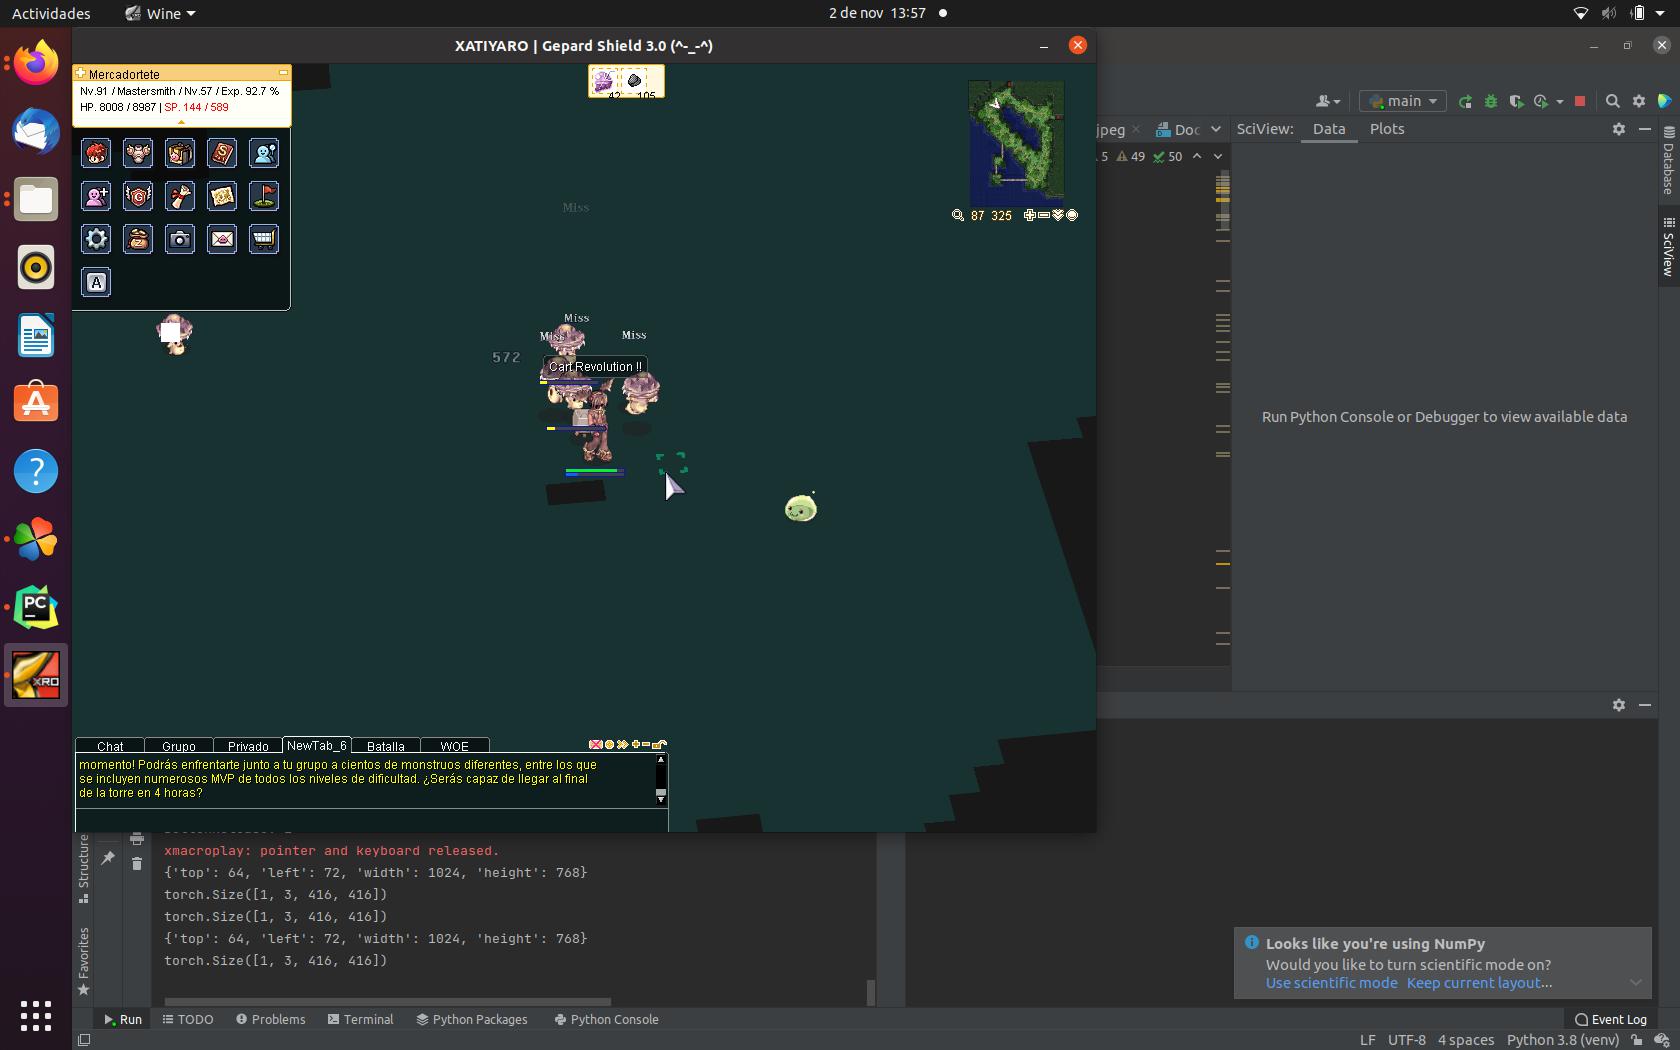 Actividades
Wine
2 de nov 13:57
XATIYARO | Gepard Shield 3.0 (^-_-^)
Mercadortete
Nv.91 / Mastersmith / Nv.57 / Exp. 92.7 %
HP. 8008 / 8987 | SP. 144 / 589
42 105
87 325
Miss
Miss
Miss
Miss
572
Cart Revolution !!
Chat
Grupo
Privado
NewTab_6
Batalla
WOE
momento! Podrás enfrentarte junto a tu grupo a cientos de monstruos diferentes, entre los que
se incluyen numerosos MVP de todos los niveles de dificultad. ¿Serás capaz de llegar al final
de la torre en 4 horas?
main
jpeg
Doc
SciView:
Data
Plots
5 49 50
Database
SciView
Run Python Console or Debugger to view available data
PC
XRO
A
Structure
Favorites
xmacroplay: pointer and keyboard released.
{'top': 64, 'left': 72, 'width': 1024, 'height': 768}
torch.Size([1, 3, 416, 416])
torch.Size([1, 3, 416, 416])
{'top': 64, 'left': 72, 'width': 1024, 'height': 768}
torch.Size([1, 3, 416, 416])
Looks like you're using NumPy
Would you like to turn scientific mode on?
Use scientific mode Keep current layout...
Run
TODO
Problems
Terminal
Python Packages
Python Console
Event Log
LF UTF-8 4 spaces Python 3.8 (venv)